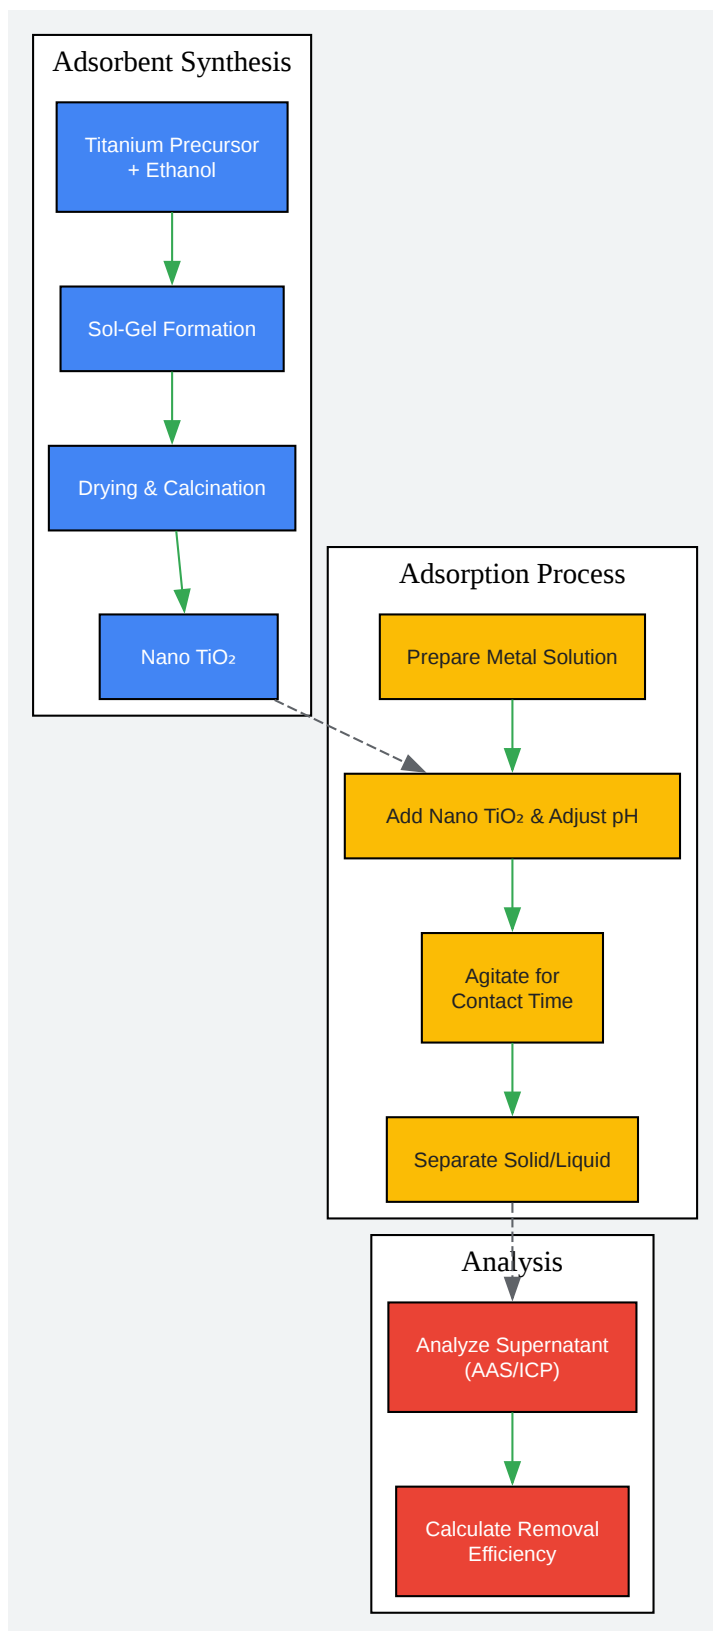 Adsorbent Synthesis
Titanium Precursor
+ Ethanol
Sol-Gel Formation
Drying & Calcination
Nano TiO₂
Adsorption Process
Prepare Metal Solution
Add Nano TiO₂ & Adjust pH
Agitate for
Contact Time
Separate Solid/Liquid
Analysis
Analyze Supernatant
(AAS/ICP)
Calculate Removal
Efficiency